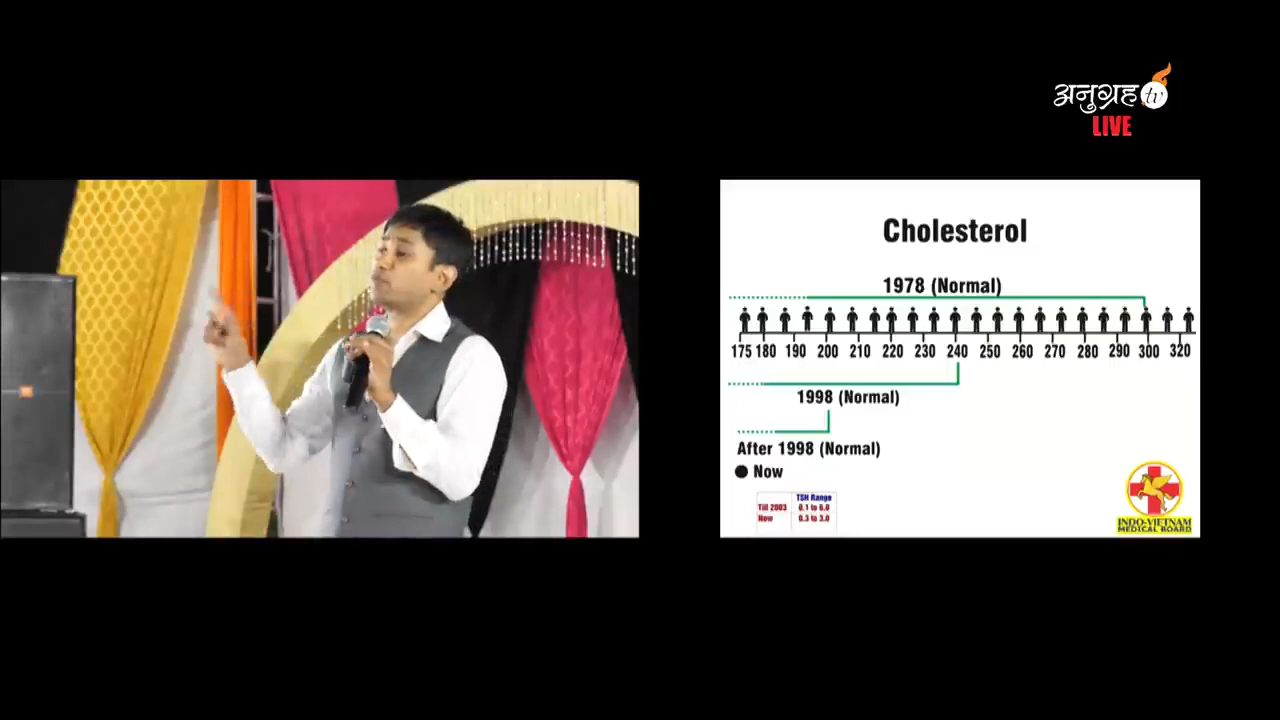 अनुग्रह tv
LIVE
Cholesterol
1978 (Normal)
175 180 190 200 210 220 230 240 250 260 270 280 290 300 320
1998 (Normal)
After 1998 (Normal)
Now
TSH Range
Till 2003 0.1 to 6.0
Now 0.3 to 3.0
INDO-VIETNAM
MEDICAL BOARD